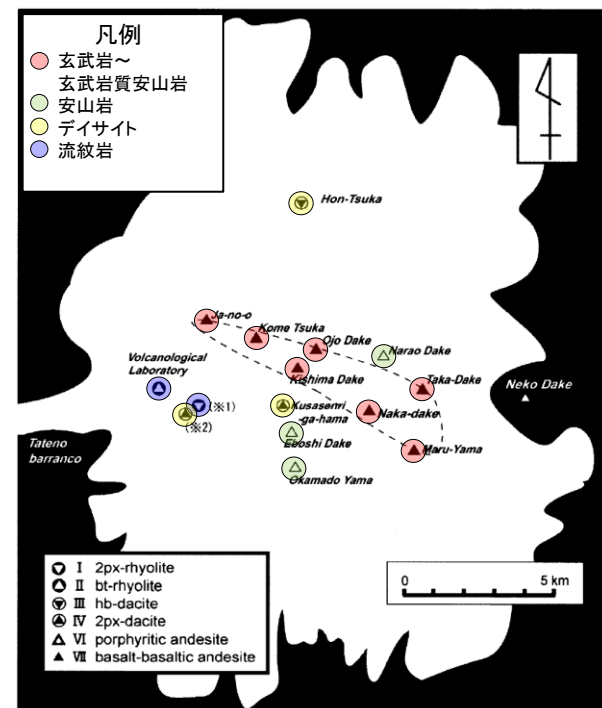 凡例
玄武岩～
玄武岩質安山岩
安山岩
デイサイト
流紋岩
Hon-Tsuka
Ja-no-o
Kome Tsuka
Ojo Dake
Narao Dake
Volcanological
Laboratory
Kishima Dake
Taka-Dake
Neko Dake
(※1)
(※2)
Kusasenri
-ga-hama
Naka-dake
Eboshi Dake
Tateno
barranco
Maru-Yama
Okamado Yama
Ⅰ 2px-rhyolite
Ⅱ bt-rhyolite
Ⅲ hb-dacite
Ⅳ 2px-dacite
Ⅵ porphyritic andesite
Ⅶ basalt-basaltic andesite
0 5 km